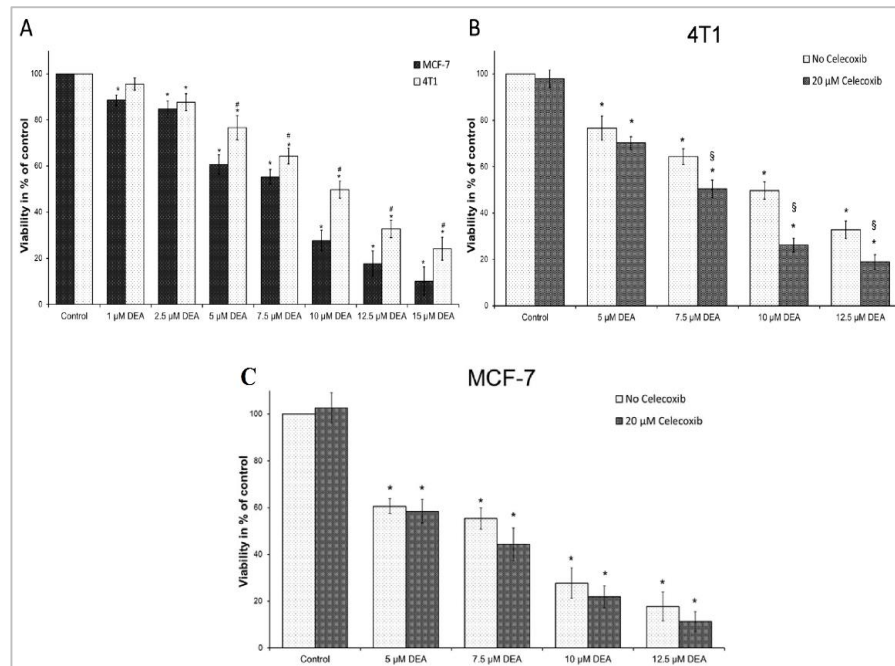 A
Viability in % of control
100
80
60
40
20
0
MCF-7
4T1
*
* *
* # *
* # *
* # *
* # *
* # *
Control 1 µM DEA 2.5 µM DEA 5 µM DEA 7.5 µM DEA 10 µM DEA 12.5 µM DEA 15 µM DEA
B
4T1
Viability in % of control
100
80
60
40
20
0
No Celecoxib
20 µM Celecoxib
* *
* § *
* § *
* § *
Control 5 µM DEA 7.5 µM DEA 10 µM DEA 12.5 µM DEA
C
MCF-7
Viability in % of control
100
80
60
40
20
0
No Celecoxib
20 µM Celecoxib
* *
* *
* *
* *
Control 5 µM DEA 7.5 µM DEA 10 µM DEA 12.5 µM DEA